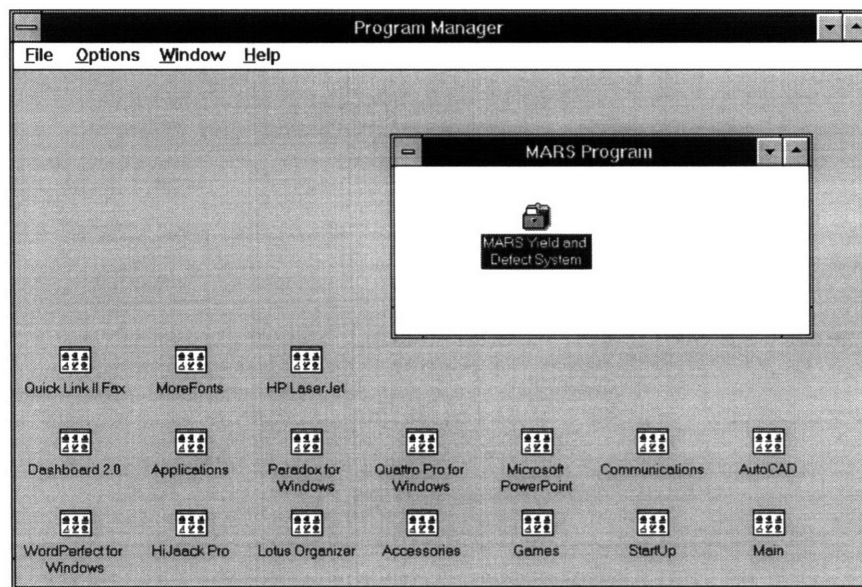 Program Manager
File Options Window Help
MARS Program
MARS Yield and
Defect System
Quick Link II Fax MoreFonts HP LaserJet
Dashboard 2.0 Applications Paradox for Quattro Pro for Microsoft Communications AutoCAD
Windows Windows PowerPoint
WordPerfect for HiJaack Pro Lotus Organizer Accessories Games StartUp Main
Windows